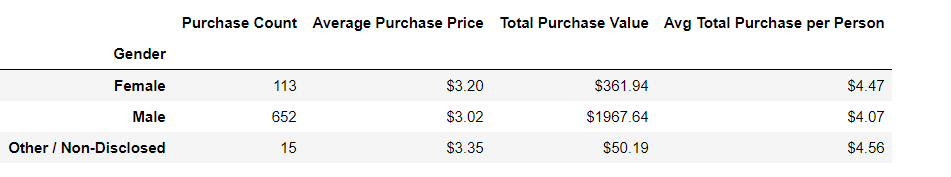 Purchase Count Average Purchase Price Total Purchase Value Avg Total Purchase per Person
Gender
Female 113 $3.20 $361.94 $4.47
Male 652 $3.02 $1967.64 $4.07
Other / Non-Disclosed 15 $3.35 $50.19 $4.56